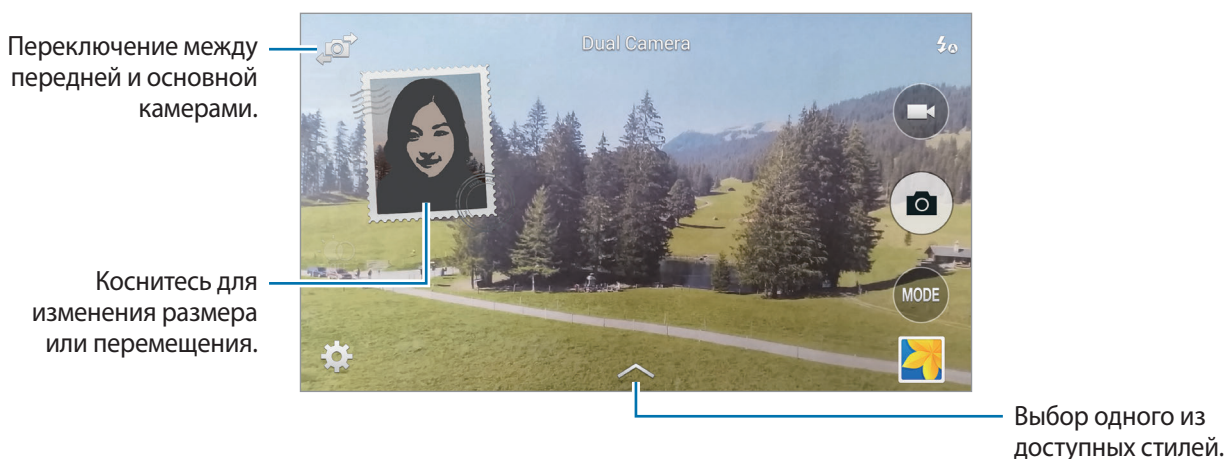 Переключение между
передней и основной
камерами.
Dual Camera
Коснитесь для
изменения размера
или перемещения.
MODE
Выбор одного из
доступных стилей.